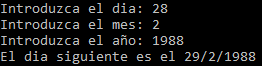 Introduzca el dia: 28
Introduzca el mes: 2
Introduzca el año: 1988
El dia siguiente es el 29/2/1988